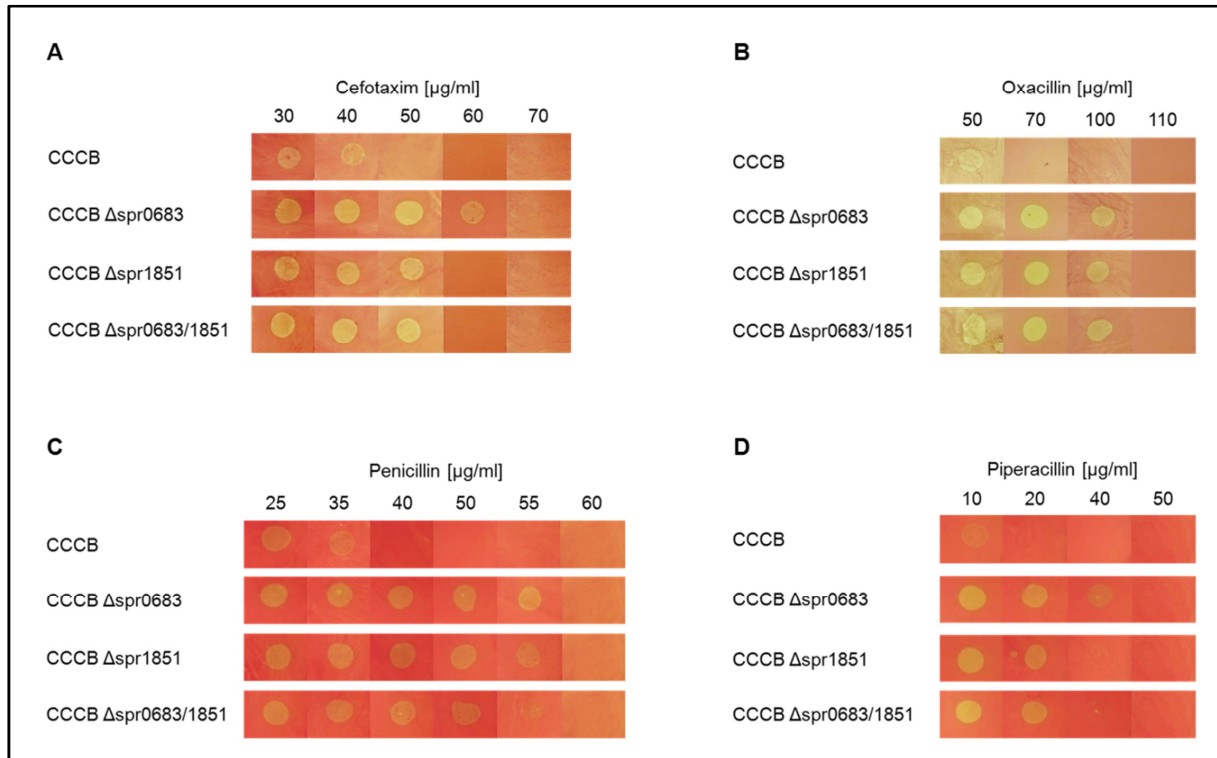 A
Cefotaxim [µg/ml]
30 40 50 60 70
CCCB
CCCB Δspr0683
CCCB Δspr1851
CCCB Δspr0683/1851
B
Oxacillin [µg/ml]
50 70 100 110
CCCB
CCCB Δspr0683
CCCB Δspr1851
CCCB Δspr0683/1851
C
Penicillin [µg/ml]
25 35 40 50 55 60
CCCB
CCCB Δspr0683
CCCB Δspr1851
CCCB Δspr0683/1851
D
Piperacillin [µg/ml]
10 20 40 50
CCCB
CCCB Δspr0683
CCCB Δspr1851
CCCB Δspr0683/1851